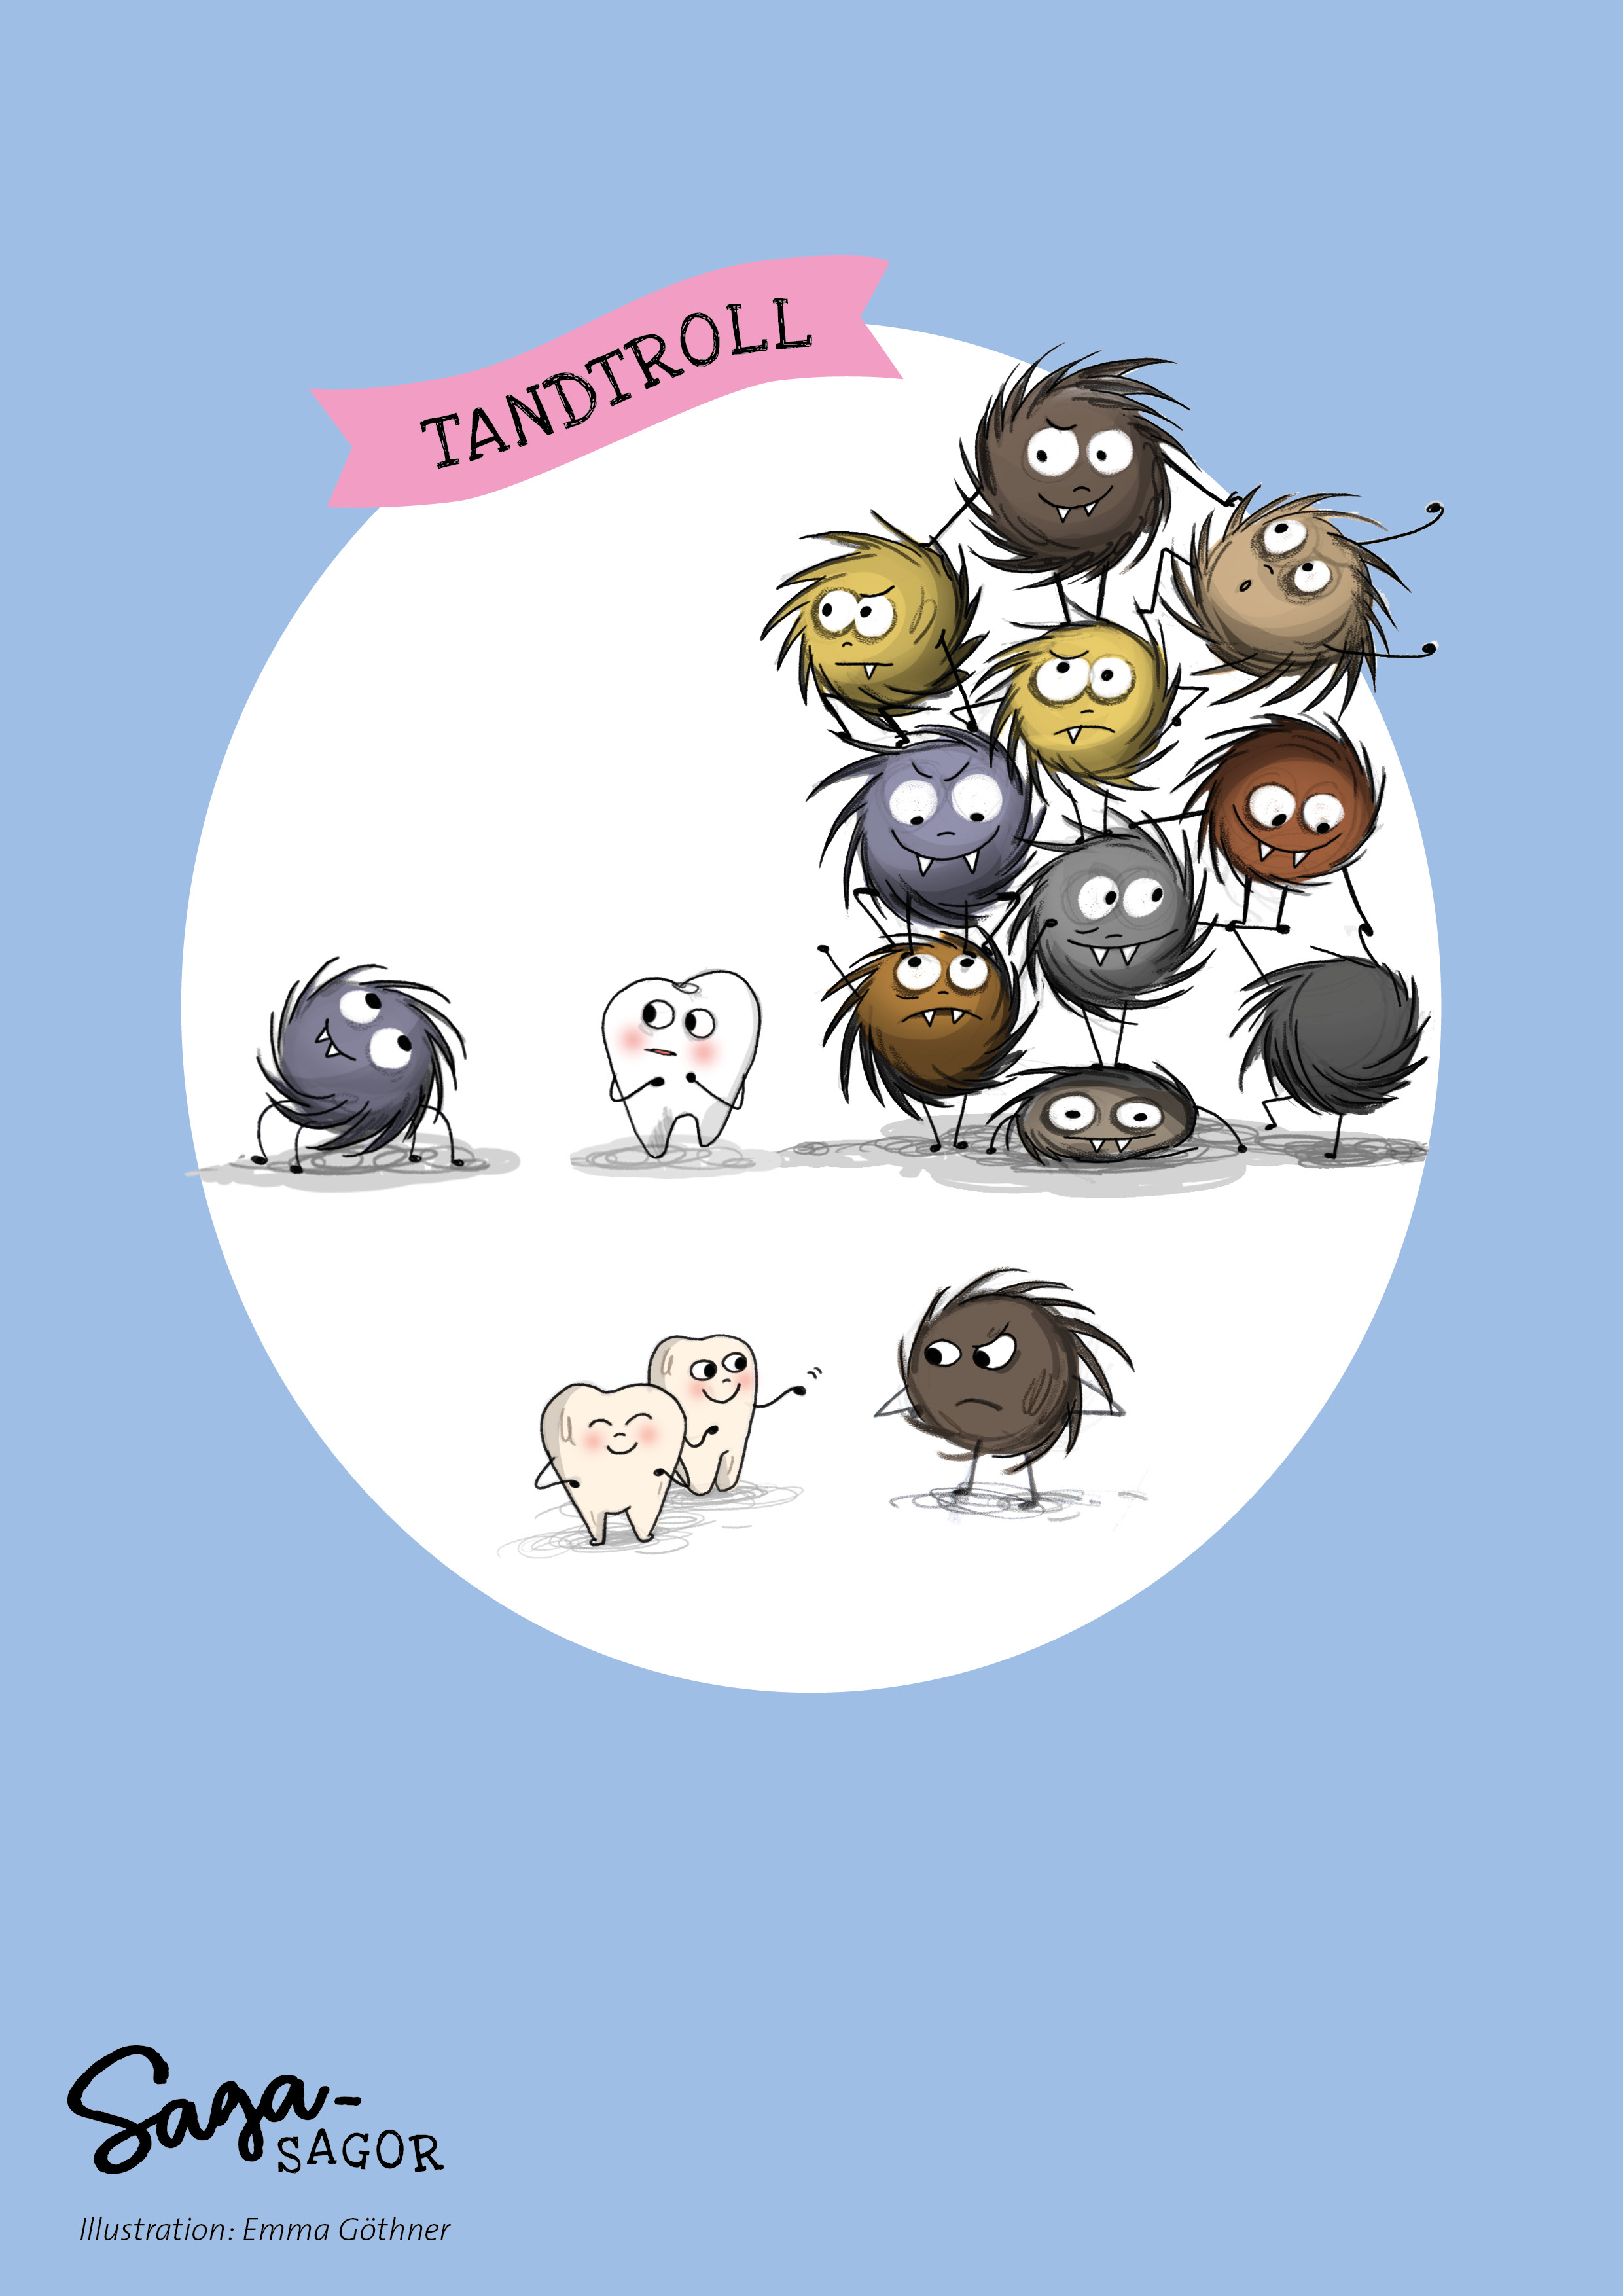 TANDTROLL
Saga-
SAGOR
Illustration: Emma Göthner